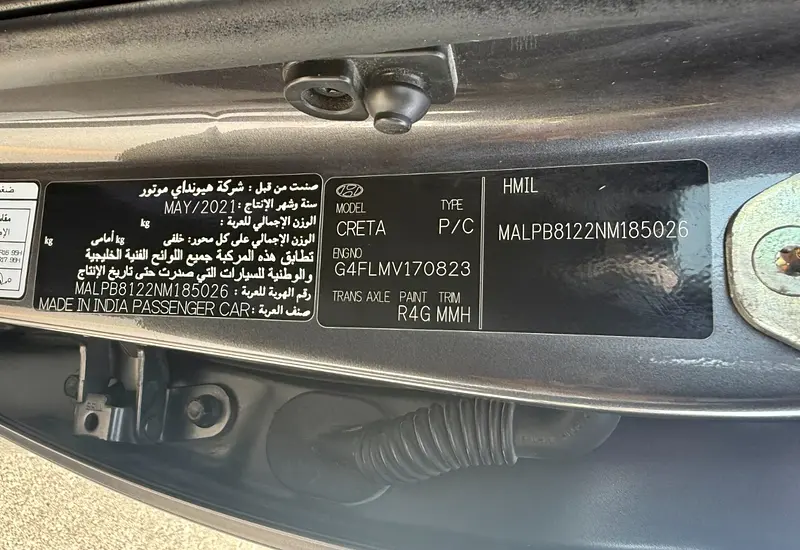 صنعت من قبل : شركة هيونداي موتور
سنة وشهر الإنتاج : MAY/2021
الوزن الإجمالي للعربة : kg
الوزن الإجمالي على كل محور: خلفي kg أمامي kg
تطابق هذه المركبة جميع اللوائح الفنية الخليجية
والوطنية للسيارات التي صدرت حتى تاريخ الإنتاج
رقم الهوية للعربة : MALPB8122NM185026
صنف العربة : MADE IN INDIA PASSENGER CAR
MODEL TYPE
CRETA P/C
ENGNO
G4FLMV170823
TRANS AXLE PAINT TRIM
R4G MMH
HMIL
MALPB8122NM185026